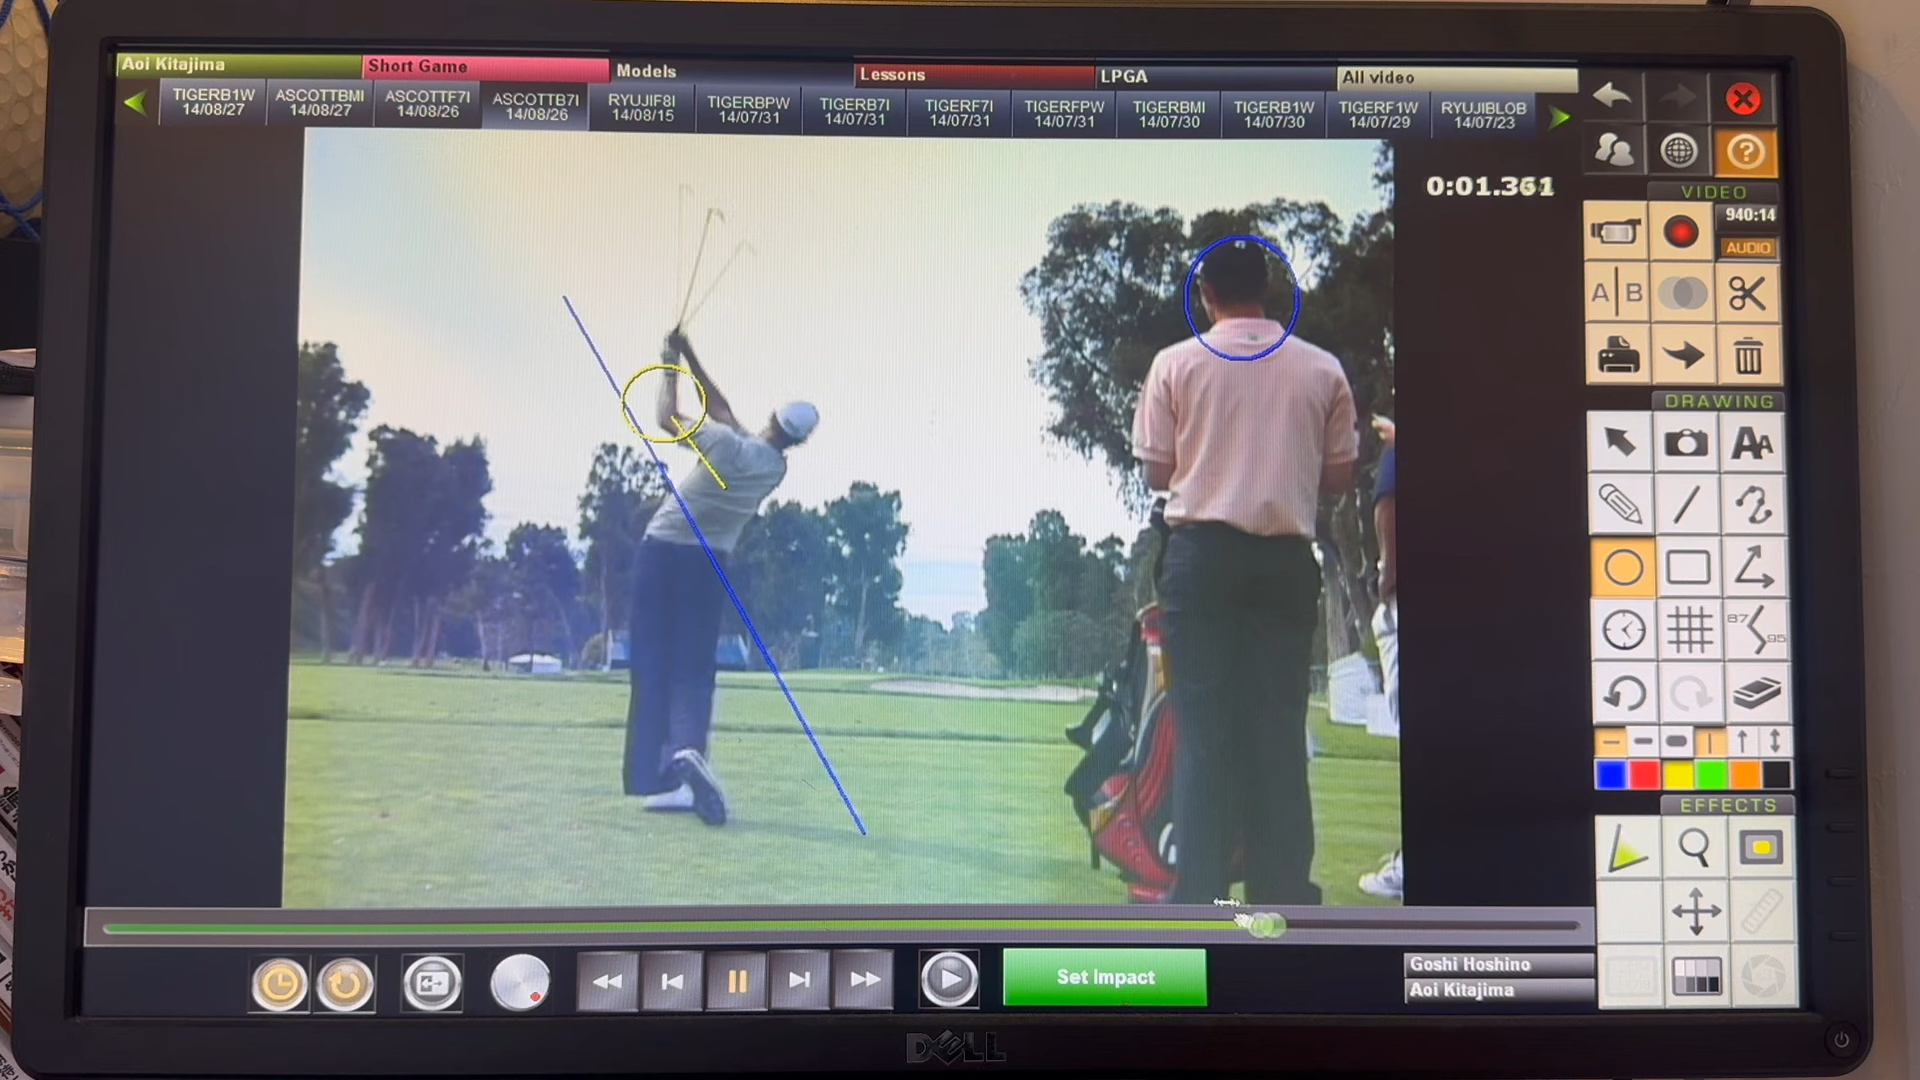 Aoi Kitajima
Short Game
Models
Lessons
LPGA
All video
TIGERB1W
14/08/27
ASCOTTBMI
14/08/27
ASCOTTF7I
14/08/26
ASCOTTB7I
14/08/26
RYUJIF8I
14/08/15
TIGERBPW
14/07/31
TIGERB7I
14/07/31
TIGERF7I
14/07/31
TIGERFPW
14/07/31
TIGERBMI
14/07/30
TIGERB1W
14/07/30
TIGERF1W
14/07/29
RYUJIBLOB
14/07/23
?
0:01.361
VIDEO
940:14
AUDIO
A B
DRAWING
AA
87
95
EFFECTS
Set Impact
Goshi Hoshino
Aoi Kitajima
DELL